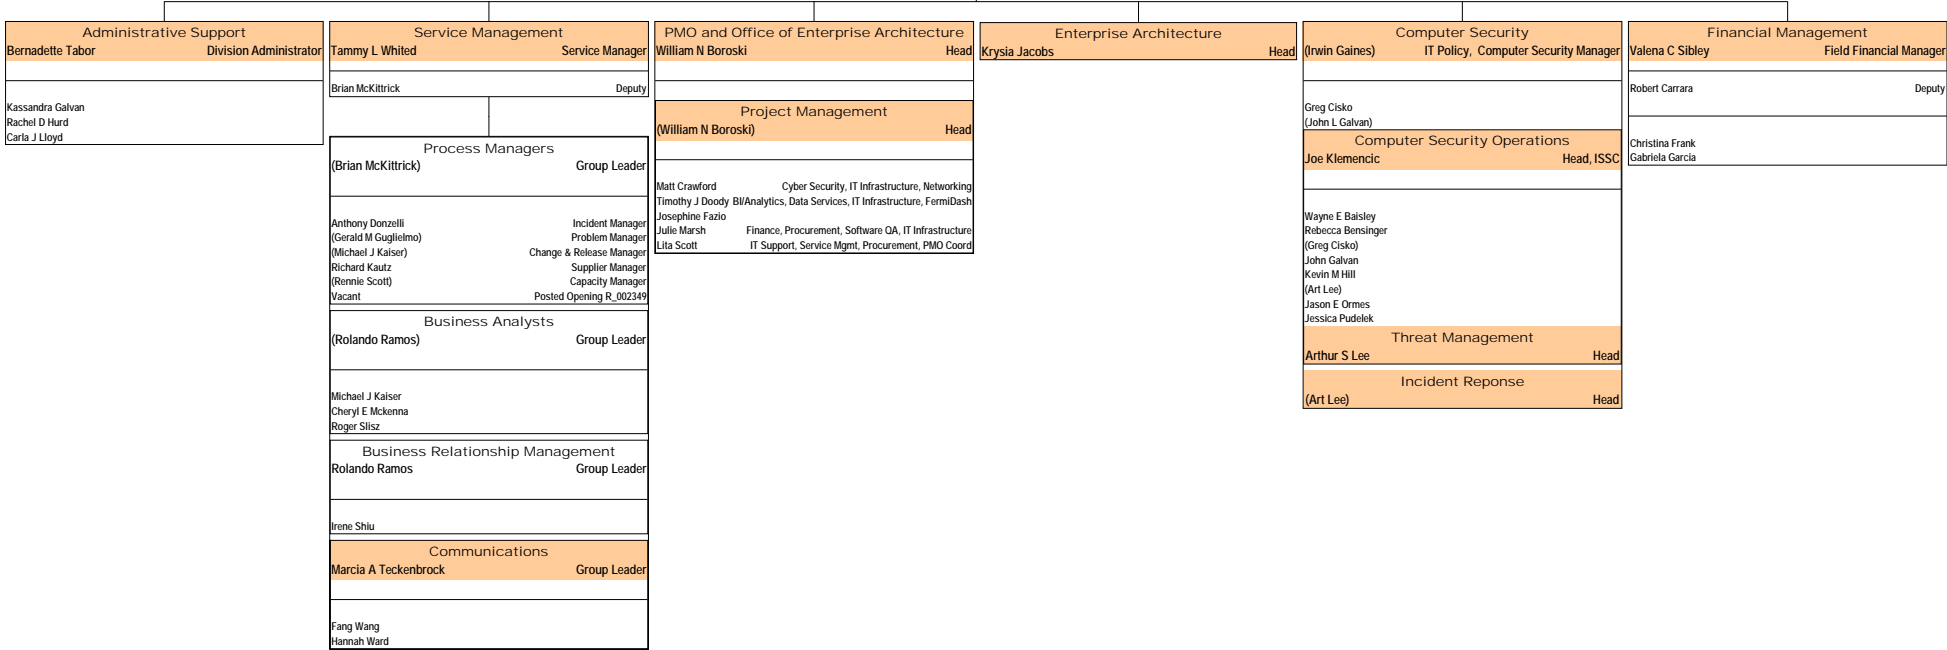 Administrative Support
Bernadette Tabor Division Administrator
Kassandra Galvan
Rachel D Hurd
Carla J Lloyd
Service Management
Tammy L Whited Service Manager
Brian McKittrick Deputy
Process Managers
(Brian McKittrick) Group Leader
Anthony Donzelli Incident Manager
(Gerald M Guglielmo) Problem Manager
(Michael J Kaiser) Change & Release Manager
Richard Kautz Supplier Manager
(Rennie Scott) Capacity Manager
Vacant Posted Opening R_002349
Business Analysts
(Rolando Ramos) Group Leader
Michael J Kaiser
Cheryl E Mckenna
Roger Slisz
Business Relationship Management
Rolando Ramos Group Leader
Irene Shiu
Communications
Marcia A Teckenbrock Group Leader
Fang Wang
Hannah Ward
PMO and Office of Enterprise Architecture
William N Boroski Head
Project Management
(William N Boroski) Head
Matt Crawford Cyber Security, IT Infrastructure, Networking
Timothy J Doody BI/Analytics, Data Services, IT Infrastructure, FermiDash
Josephine Fazio
Julie Marsh Finance, Procurement, Software QA, IT Infrastructure
Lita Scott IT Support, Service Mgmt, Procurement, PMO Coord
Enterprise Architecture
Krysia Jacobs Head
Computer Security
(Irwin Gaines) IT Policy, Computer Security Manager
Greg Cisko
(John L Galvan)
Computer Security Operations
Joe Klemencic Head, ISSC
Wayne E Baisley
Rebecca Bensinger
(Greg Cisko)
John Galvan
Kevin M Hill
(Art Lee)
Jason E Ormes
Jessica Pudelek
Threat Management
Arthur S Lee Head
Incident Reponse
(Art Lee) Head
Financial Management
Valena C Sibley Field Financial Manager
Robert Carrara Deputy
Christina Frank
Gabriela Garcia